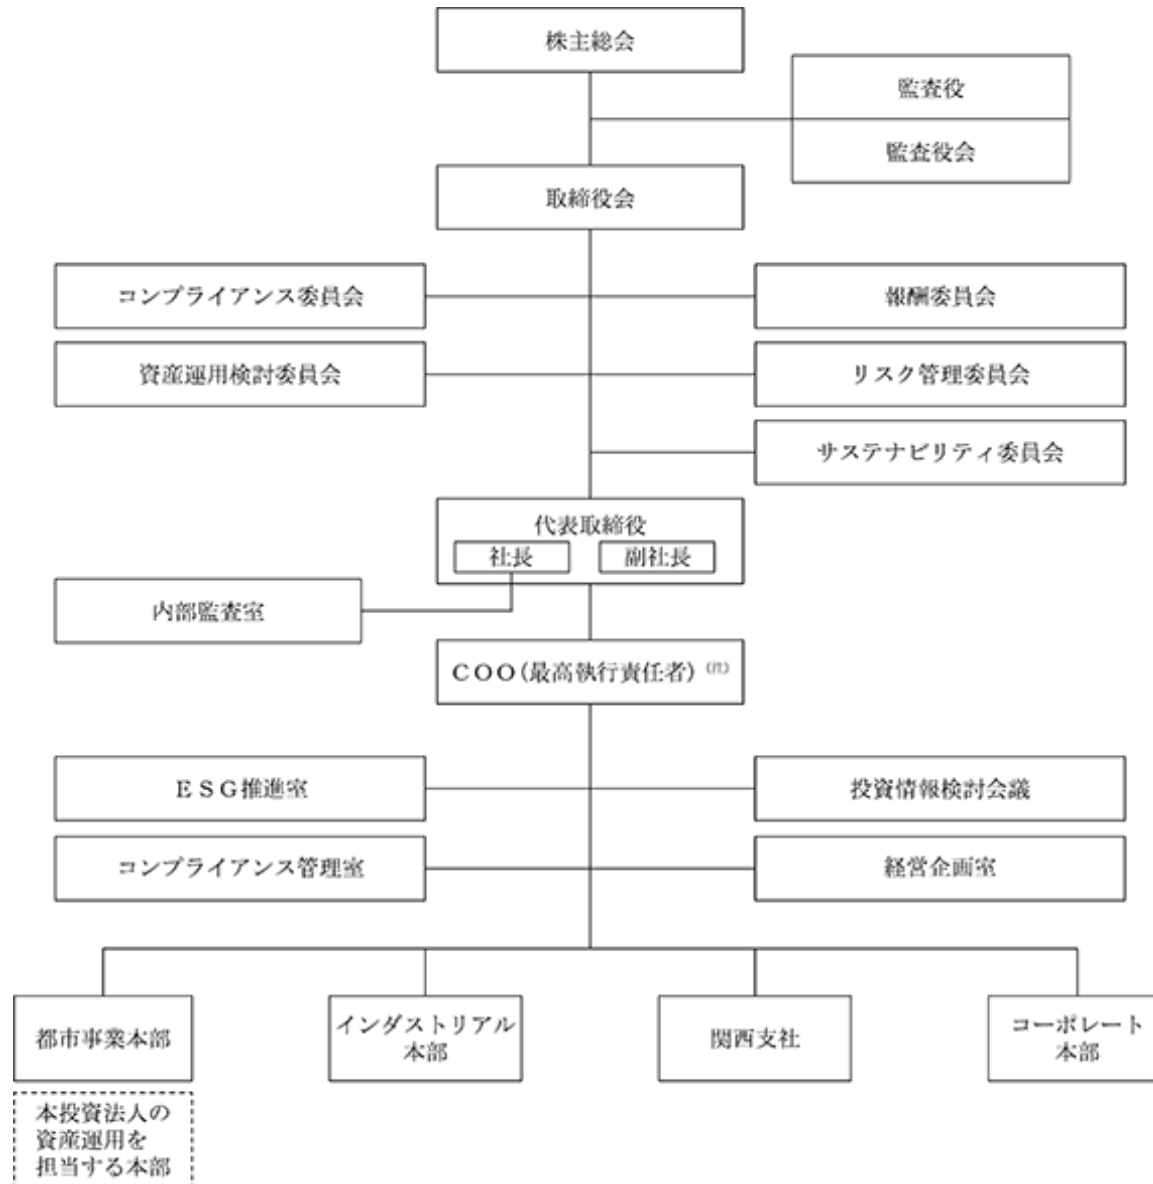 株主総会
監査役
監査役会
取締役会
コンプライアンス委員会
報酬委員会
資産運用検討委員会
リスク管理委員会
サステナビリティ委員会
代表取締役
社長
副社長
内部監査室
ＣＯＯ（最高執行責任者）（注）
ＥＳＧ推進室
投資情報検討会議
コンプライアンス管理室
経営企画室
都市事業本部
インダストリアル
本部
関西支社
コーポレート
本部
本投資法人の
資産運用を
担当する本部